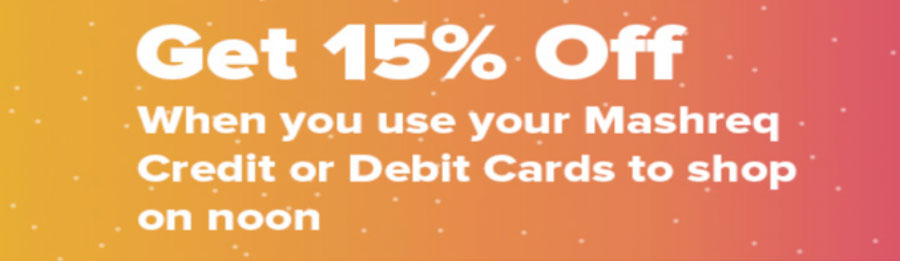 Get 15% Off
When you use your Mashreq
Credit or Debit Cards to shop
on noon